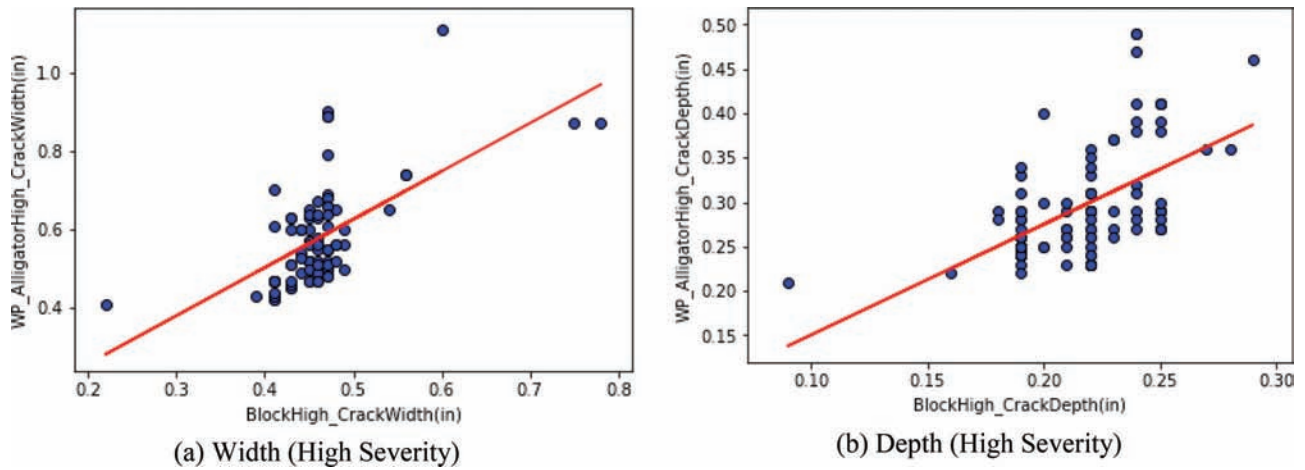 WP_AlligatorHigh_CrackWidth(in)
1.0
0.8
0.6
0.4
0.2 0.3 0.4 0.5 0.6 0.7 0.8
BlockHigh_CrackWidth(in)
(a) Width (High Severity)
WP_AlligatorHigh_CrackDepth(in)
0.50
0.45
0.40
0.35
0.30
0.25
0.20
0.15
0.10 0.15 0.20 0.25 0.30
BlockHigh_CrackDepth(in)
(b) Depth (High Severity)